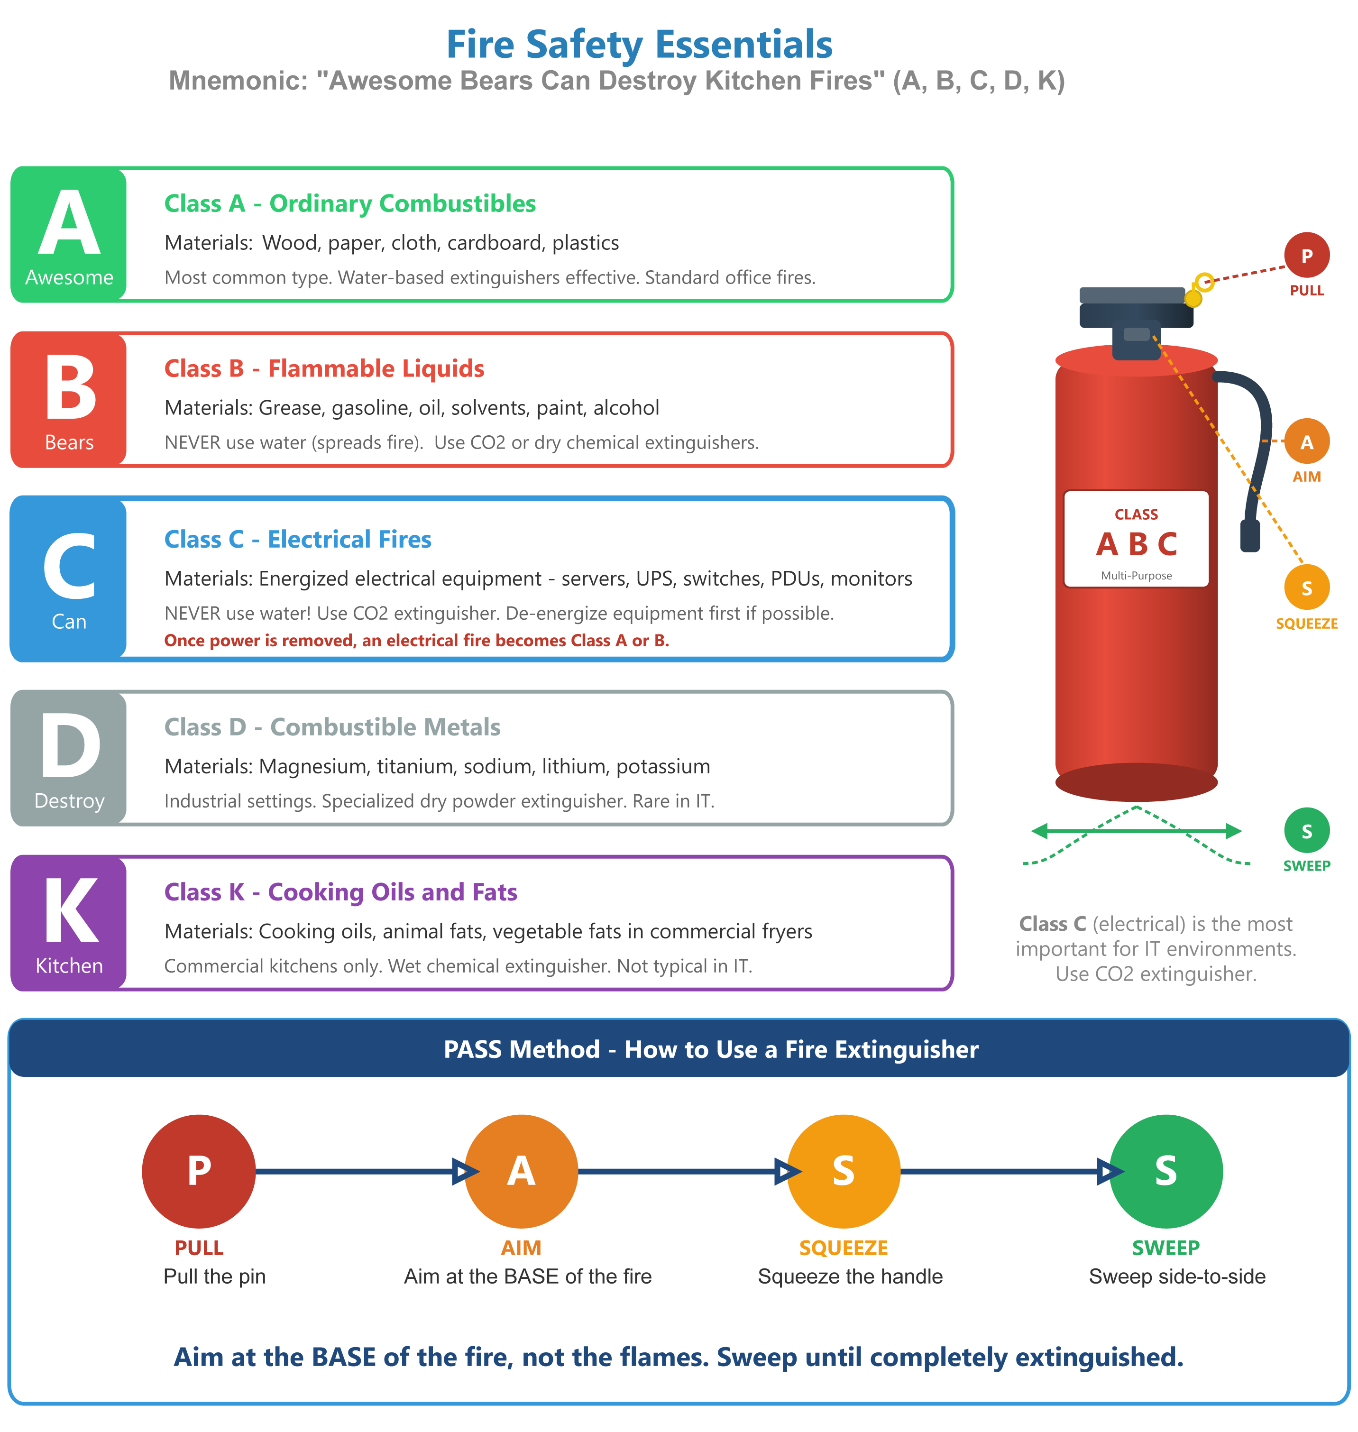 Fire Safety Essentials
Mnemonic: "Awesome Bears Can Destroy Kitchen Fires" (A, B, C, D, K)
A
Awesome
Class A - Ordinary Combustibles
Materials: Wood, paper, cloth, cardboard, plastics
Most common type. Water-based extinguishers effective. Standard office fires.
B
Bears
Class B - Flammable Liquids
Materials: Grease, gasoline, oil, solvents, paint, alcohol
NEVER use water (spreads fire). Use CO2 or dry chemical extinguishers.
C
Can
Class C - Electrical Fires
Materials: Energized electrical equipment - servers, UPS, switches, PDUs, monitors
NEVER use water! Use CO2 extinguisher. De-energize equipment first if possible.
Once power is removed, an electrical fire becomes Class A or B.
D
Destroy
Class D - Combustible Metals
Materials: Magnesium, titanium, sodium, lithium, potassium
Industrial settings. Specialized dry powder extinguisher. Rare in IT.
K
Kitchen
Class K - Cooking Oils and Fats
Materials: Cooking oils, animal fats, vegetable fats in commercial fryers
Commercial kitchens only. Wet chemical extinguisher. Not typical in IT.
P
PULL
A
AIM
CLASS
A B C
Multi-Purpose
S
SQUEEZE
S
SWEEP
Class C (electrical) is the most
important for IT environments.
Use CO2 extinguisher.
PASS Method - How to Use a Fire Extinguisher
P
PULL
Pull the pin
A
AIM
Aim at the BASE of the fire
S
SQUEEZE
Squeeze the handle
S
SWEEP
Sweep side-to-side
Aim at the BASE of the fire, not the flames. Sweep until completely extinguished.